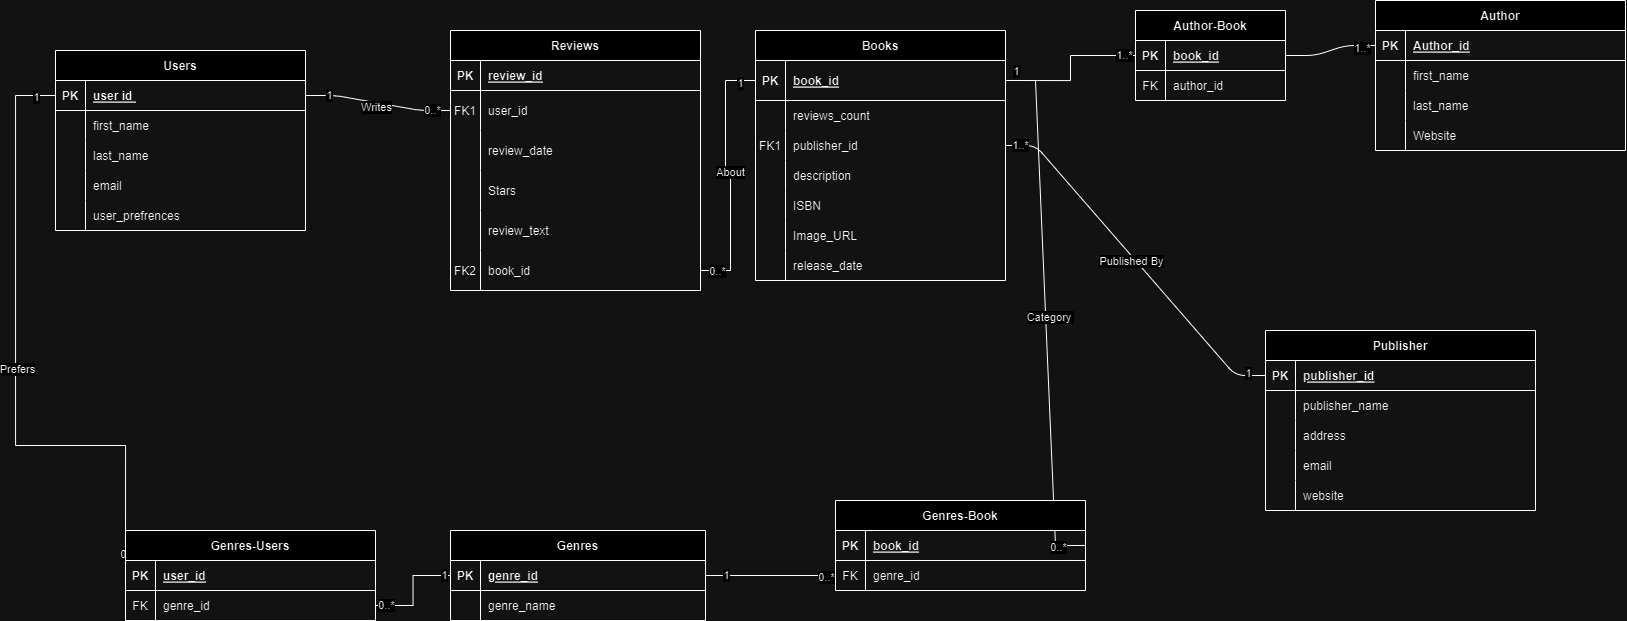 Users
PK user id
first_name
last_name
email
user_prefrences
1
Prefers
1
Writes
0..*
Reviews
PK review_id
FK1 user_id
review_date
Stars
review_text
FK2 book_id
0..*
About
1
Books
PK book_id
reviews_count
FK1 publisher_id
description
ISBN
Image_URL
release_date
1
1..*
Author-Book
PK book_id
FK author_id
1..*
Author
PK Author_id
first_name
last_name
Website
1..*
Published By
1
Publisher
PK publisher_id
publisher_name
address
email
website
Category
0
Genres-Users
PK user_id
FK genre_id
0..*
1
Genres
PK genre_id
genre_name
1
0..*
Genres-Book
PK book_id
0..*
FK genre_id